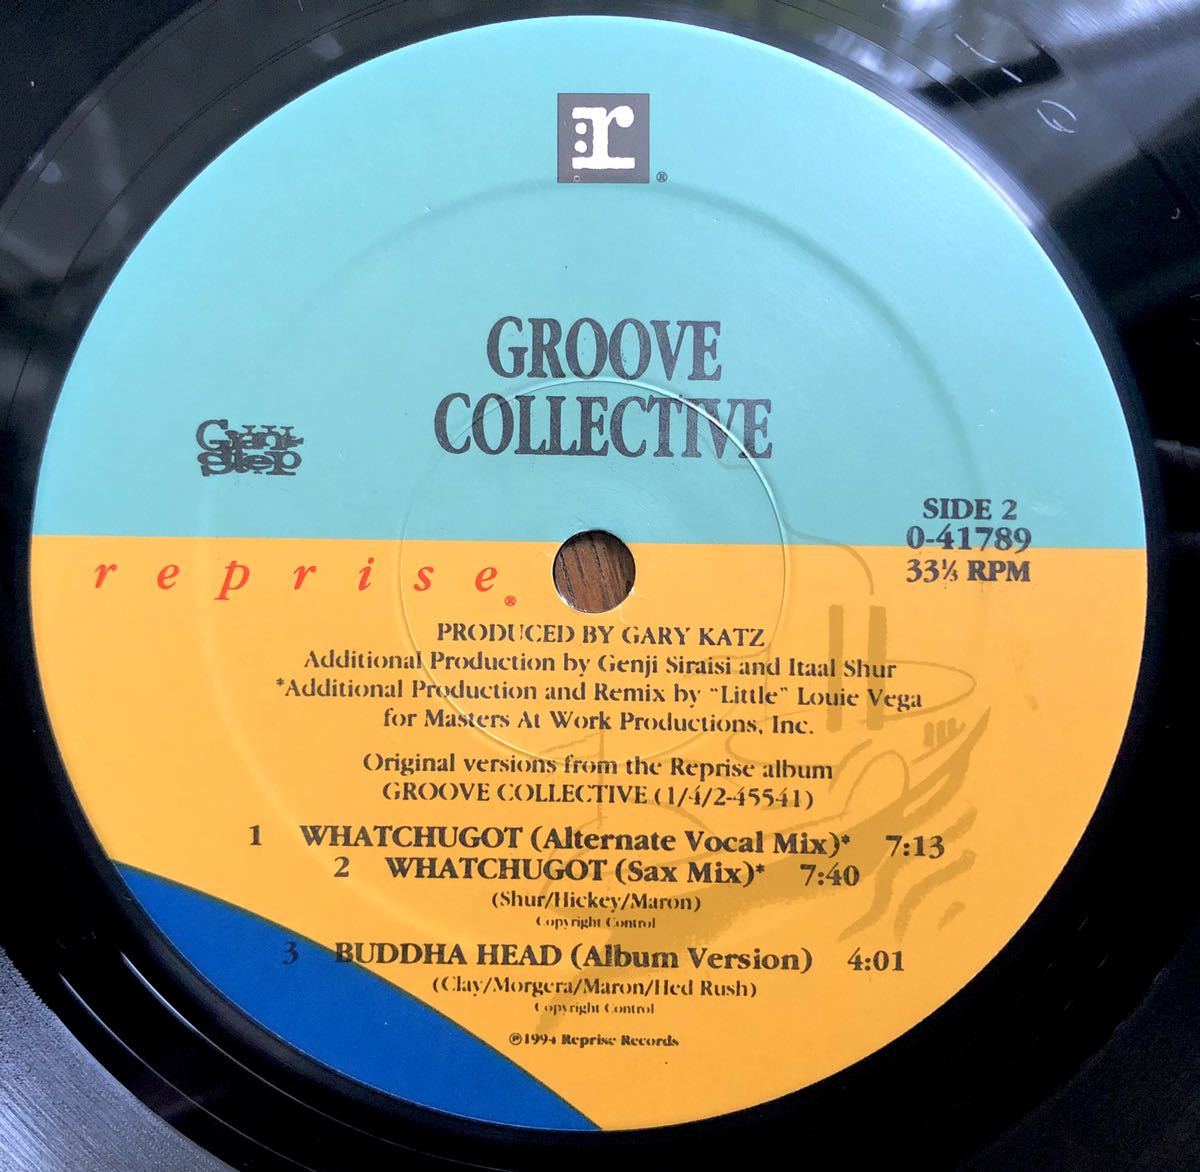 r
®
GROOVE
COLLECTIVE
Giant
Step
SIDE 2
0-41789
33⅓ RPM
reprise®
PRODUCED BY GARY KATZ
Additional Production by Genji Siraisi and Itaal Shur
*Additional Production and Remix by "Little" Louie Vega
for Masters At Work Productions, Inc.
Original versions from the Reprise album
GROOVE COLLECTIVE (1/4/2-45541)
1 WHATCHUGOT (Alternate Vocal Mix)* 7:13
2 WHATCHUGOT (Sax Mix)* 7:40
(Shur/Hickey/Maron)
Copyright Control
3 BUDDHA HEAD (Album Version) 4:01
(Clay/Morgera/Maron/Hed Rush)
Copyright Control
℗1994 Reprise Records